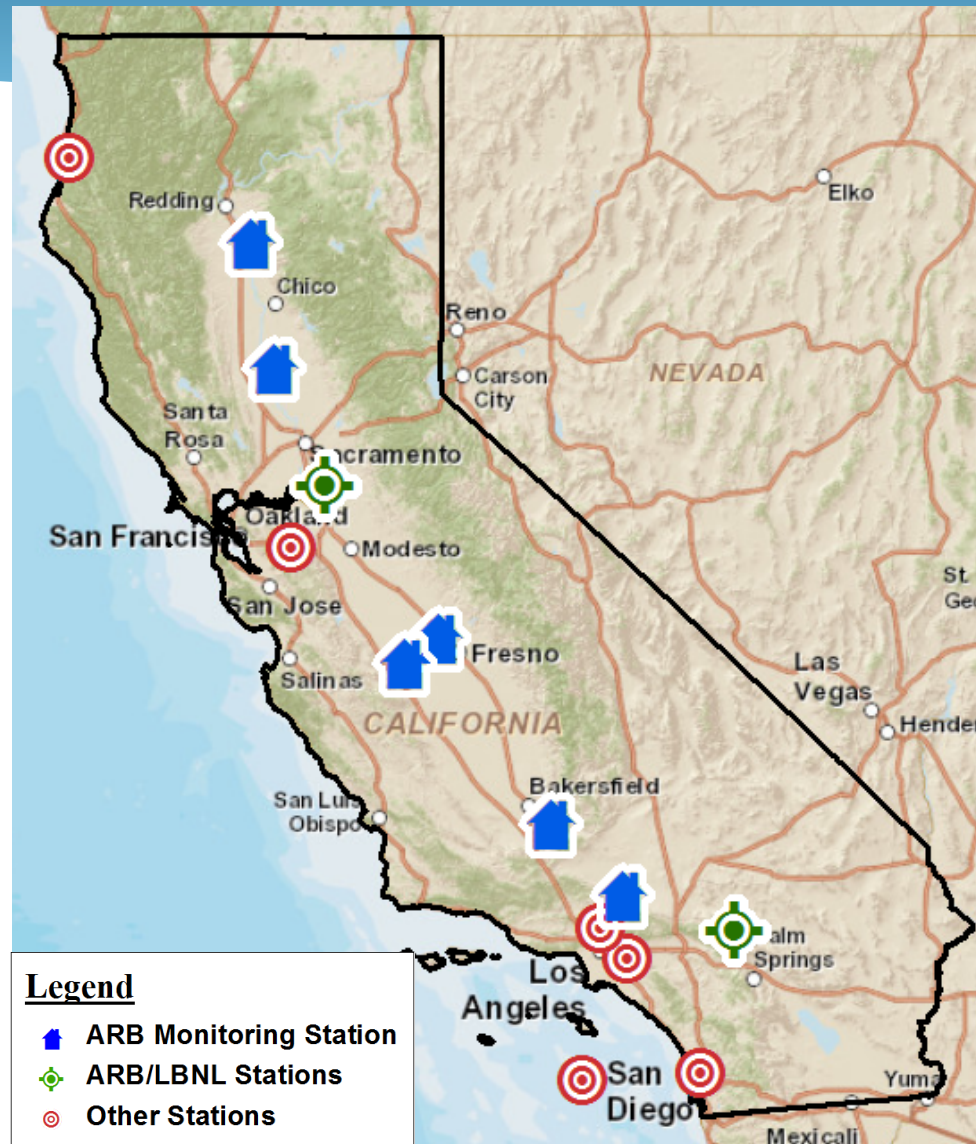 Redding
Elko
Chico
Reno
Carson
City
NEVADA
Santa
Rosa
Sacramento
Oakland
San Francis
Modesto
St.
San Jose
Fresno
Las
Vegas
Salinas
CALIFORNIA
Hender
Bakersfield
San Luis
Obispo
alm
Springs
Los
Angeles
San
Diego
Yuma
Mexicali
Legend
ARB Monitoring Station
ARB/LBNL Stations
Other Stations